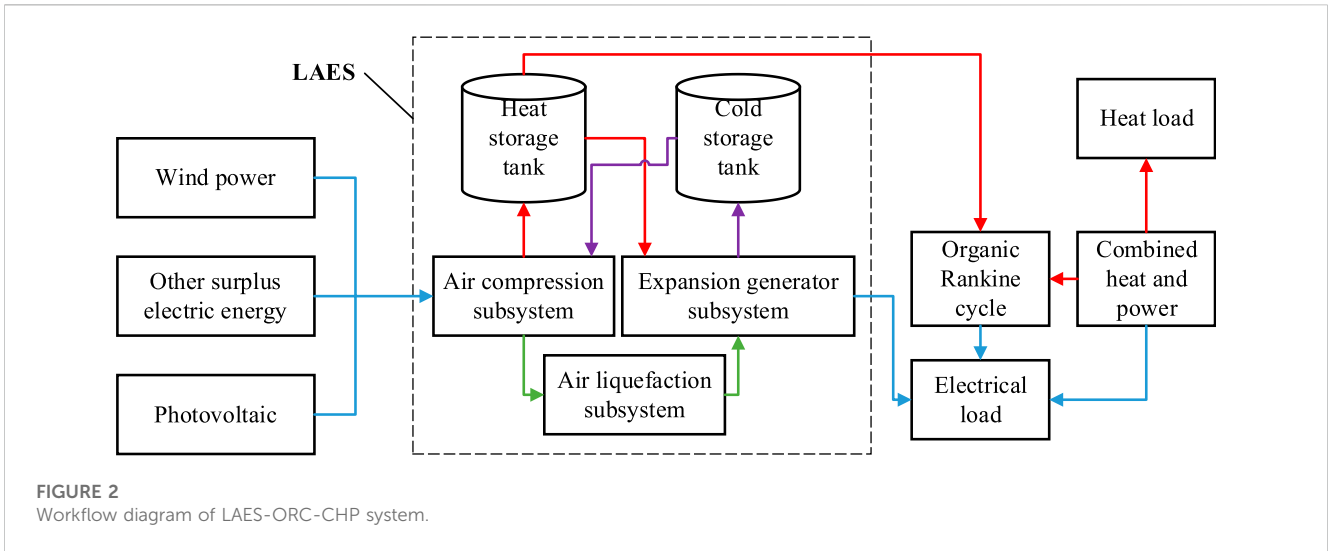 LAES
Heat
storage
tank
Cold
storage
tank
Heat load
Wind power
Other surplus
electric energy
Photovoltaic
Air compression
subsystem
Expansion generator
subsystem
Air liquefaction
subsystem
Organic
Rankine
cycle
Combined
heat and
power
Electrical
load
FIGURE 2
Workflow diagram of LAES-ORC-CHP system.